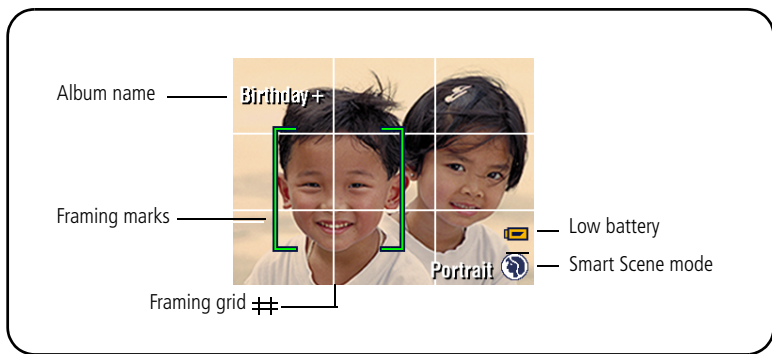 Album name
Birthday+
Framing marks
Low battery
Portrait
Smart Scene mode
Framing grid